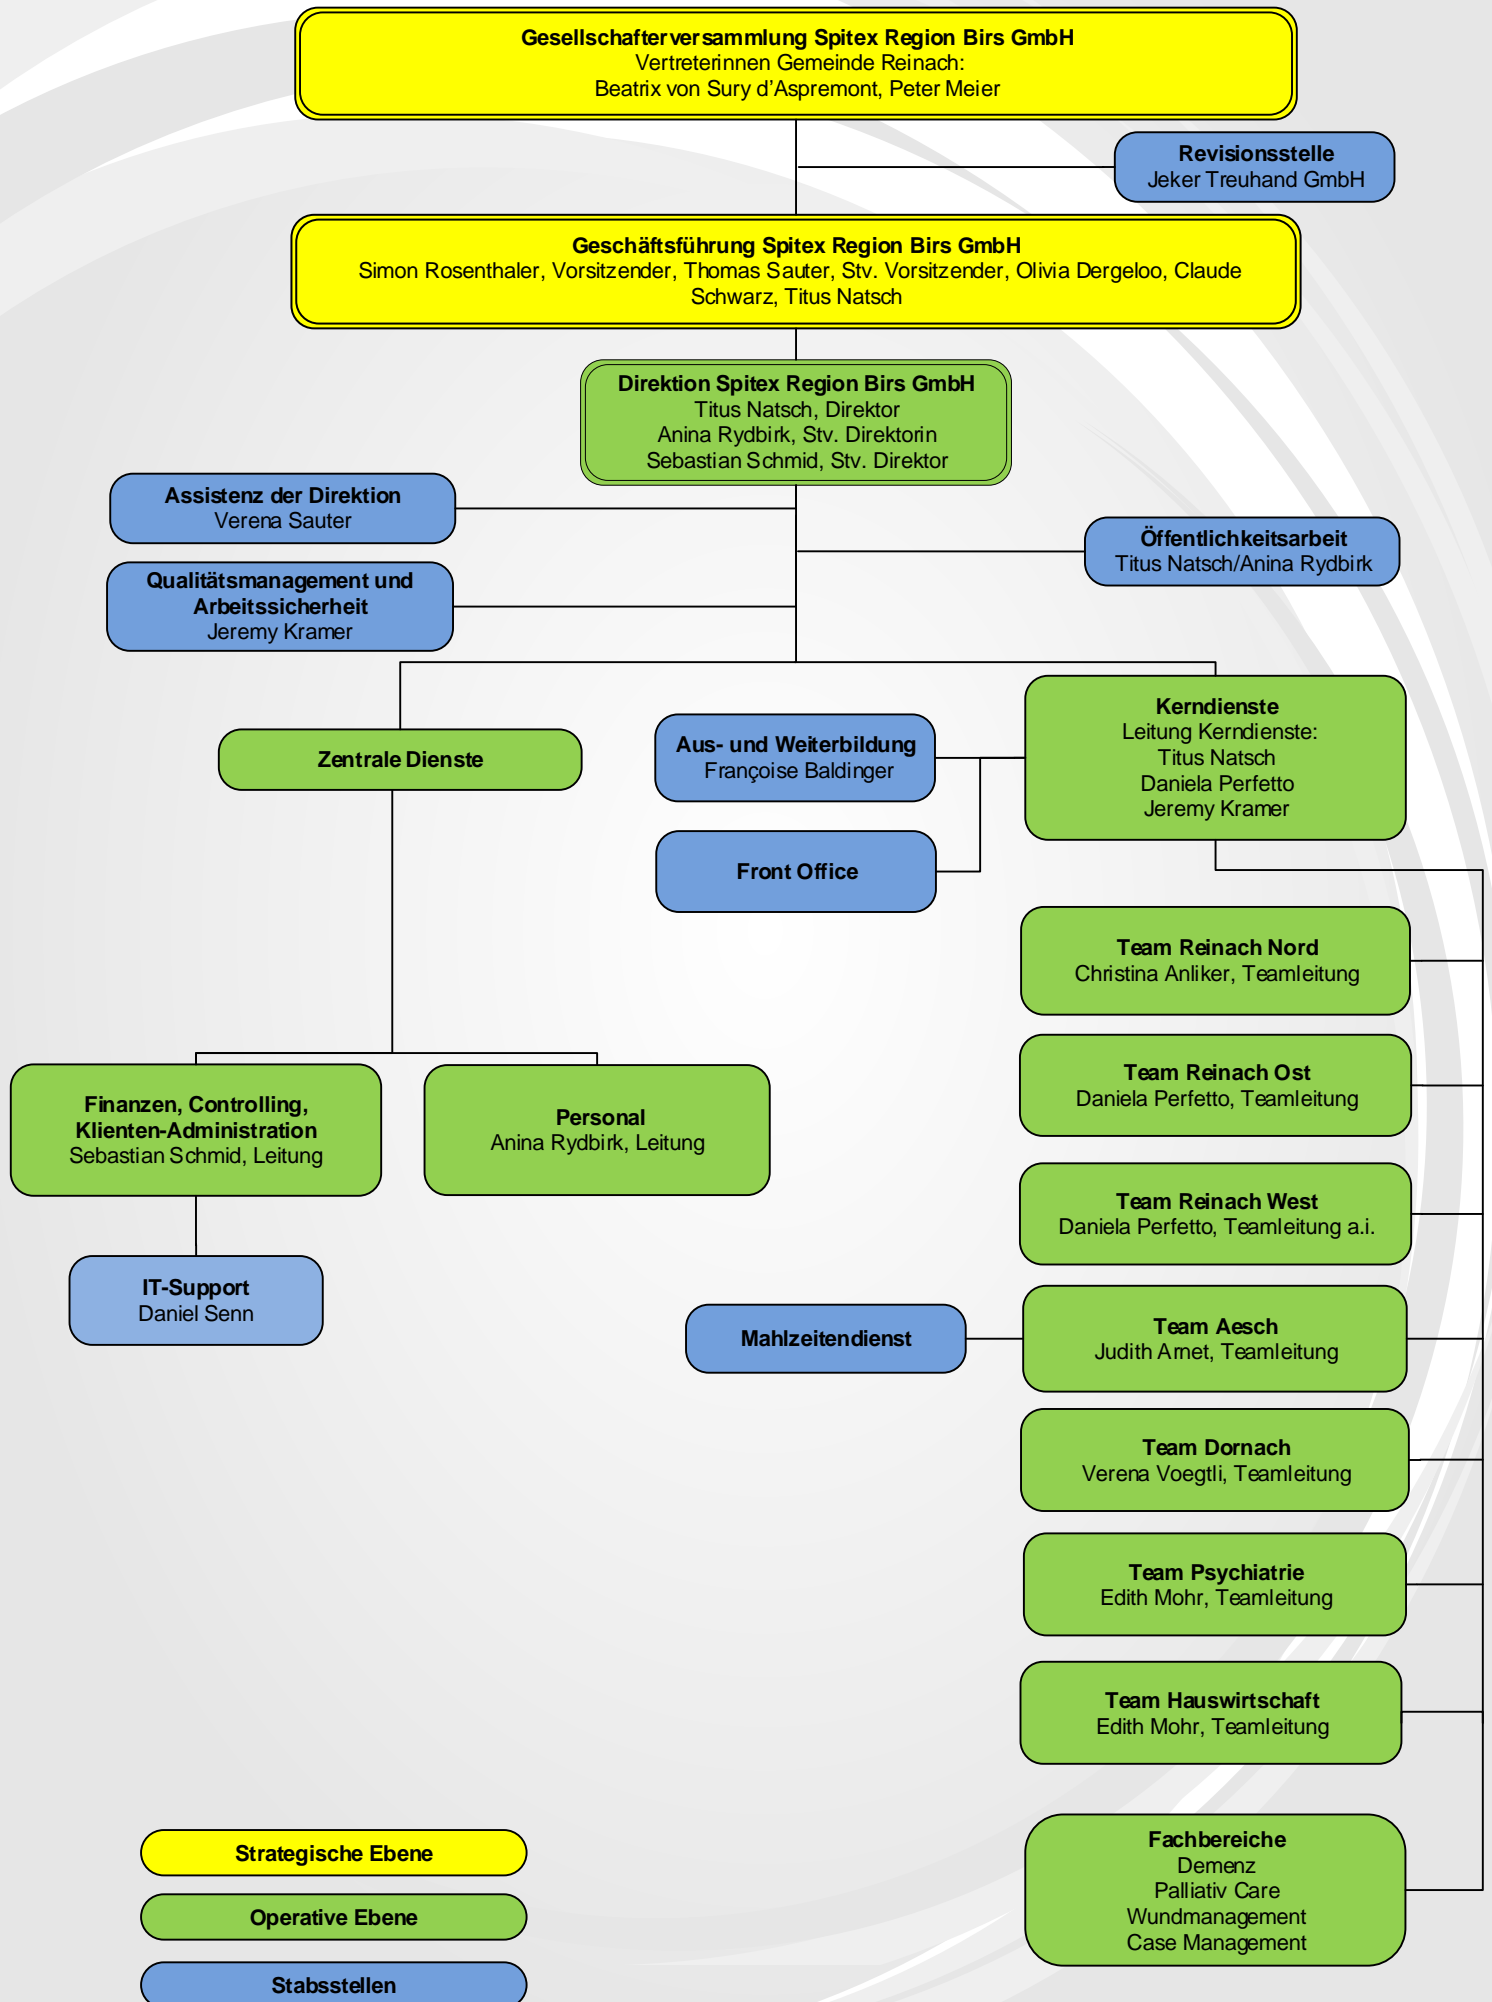 Gesellschafterversammlung Spitex Region Birs GmbH
Vertreterinnen Gemeinde Reinach:
Beatrix von Sury d'Aspremont, Peter Meier
Revisionsstelle
Jeker Treuhand GmbH
Geschäftsführung Spitex Region Birs GmbH
Simon Rosenthaler, Vorsitzender, Thomas Sauter, Stv. Vorsitzender, Olivia Dergeloo, Claude
Schwarz, Titus Natsch
Direktion Spitex Region Birs GmbH
Titus Natsch, Direktor
Anina Rydbirk, Stv. Direktorin
Sebastian Schmid, Stv. Direktor
Assistenz der Direktion
Verena Sauter
Öffentlichkeitsarbeit
Titus Natsch/Anina Rydbirk
Qualitätsmanagement und
Arbeitssicherheit
Jeremy Kramer
Zentrale Dienste
Aus- und Weiterbildung
Françoise Baldinger
Front Office
Kerndienste
Leitung Kerndienste:
Titus Natsch
Daniela Perfetto
Jeremy Kramer
Team Reinach Nord
Christina Anliker, Teamleitung
Team Reinach Ost
Daniela Perfetto, Teamleitung
Finanzen, Controlling,
Klienten-Administration
Sebastian Schmid, Leitung
Personal
Anina Rydbirk, Leitung
Team Reinach West
Daniela Perfetto, Teamleitung a.i.
IT-Support
Daniel Senn
Mahlzeitendienst
Team Aesch
Judith Arnet, Teamleitung
Team Dornach
Verena Voegtli, Teamleitung
Team Psychiatrie
Edith Mohr, Teamleitung
Team Hauswirtschaft
Edith Mohr, Teamleitung
Fachbereiche
Demenz
Palliativ Care
Wundmanagement
Case Management
Strategische Ebene
Operative Ebene
Stabsstellen